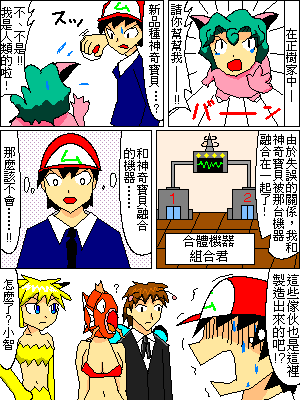 在正樹家中—
請你幫幫我…!!
バーン
新品種神奇寶貝…?
スッ…
不、不是!!
我是人類的啦!
由於失誤的關係，我和
神奇寶貝被那台機器
融合在一起了!
1
2
合體機器
組合君
和神奇寶貝融合
的機器……
那麼該不會……!!
這些傢伙也是這裡
製造出來的吧!?
怎麼了?小智